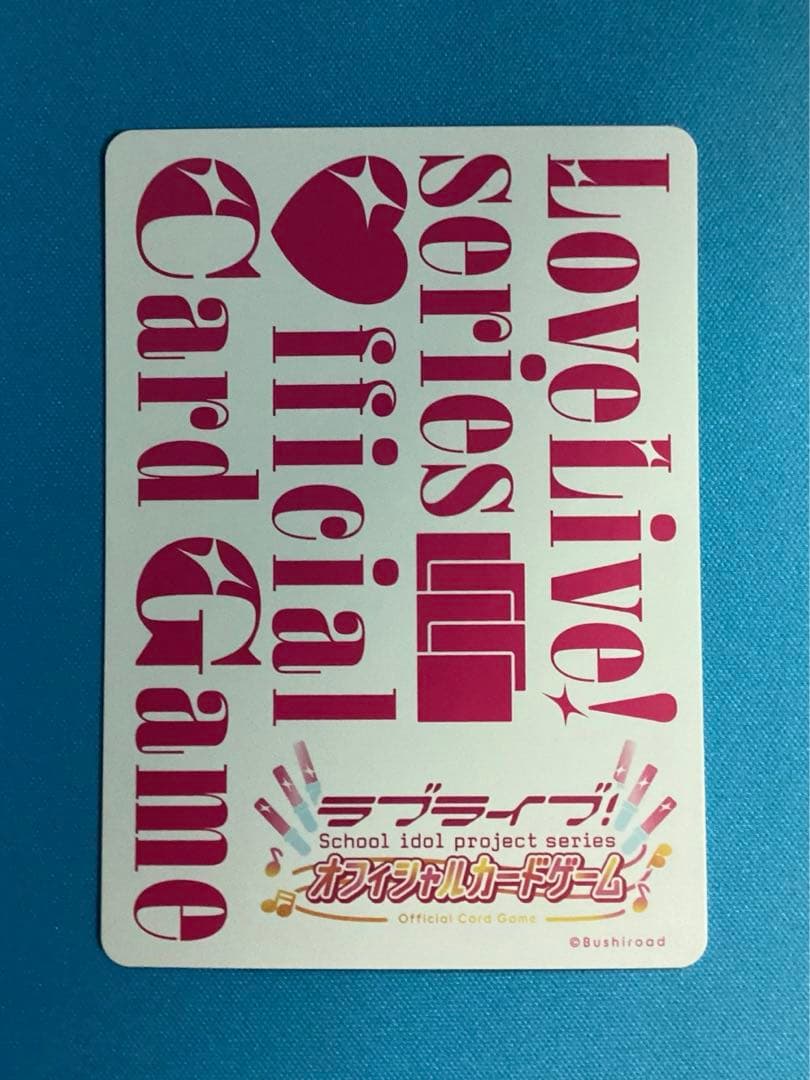 LoveLive!
series
♥fficial
Card Game
ラブライブ!
School idol project series
オフィシャルカードゲーム
Official Card Game
©Bushiroad